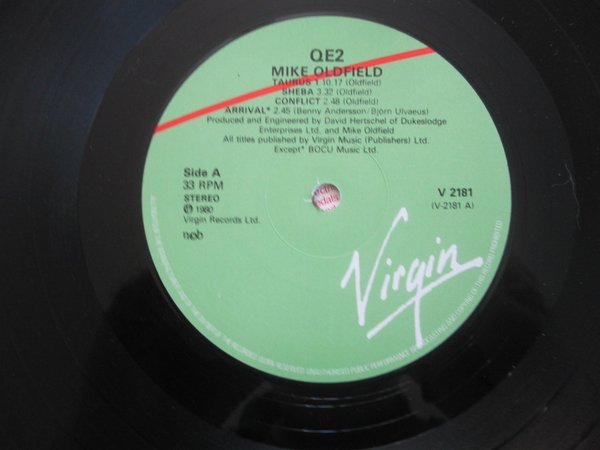 QE2
MIKE OLDFIELD
TAURUS 1 10.17 (Oldfield)
SHEBA 3.32 (Oldfield)
CONFLICT 2.48 (Oldfield)
ARRIVAL* 2.45 (Benny Andersson/Björn Ulvaeus)
Produced and Engineered by David Hertschel of Dukeslodge
Enterprises Ltd. and Mike Oldfield
All titles published by Virgin Music (Publishers) Ltd.
Except* BOCU Music Ltd.
Side A
33 RPM
STEREO
℗ 1980
Virgin Records Ltd.
ncb
V 2181
(V-2181 A)
Virgin